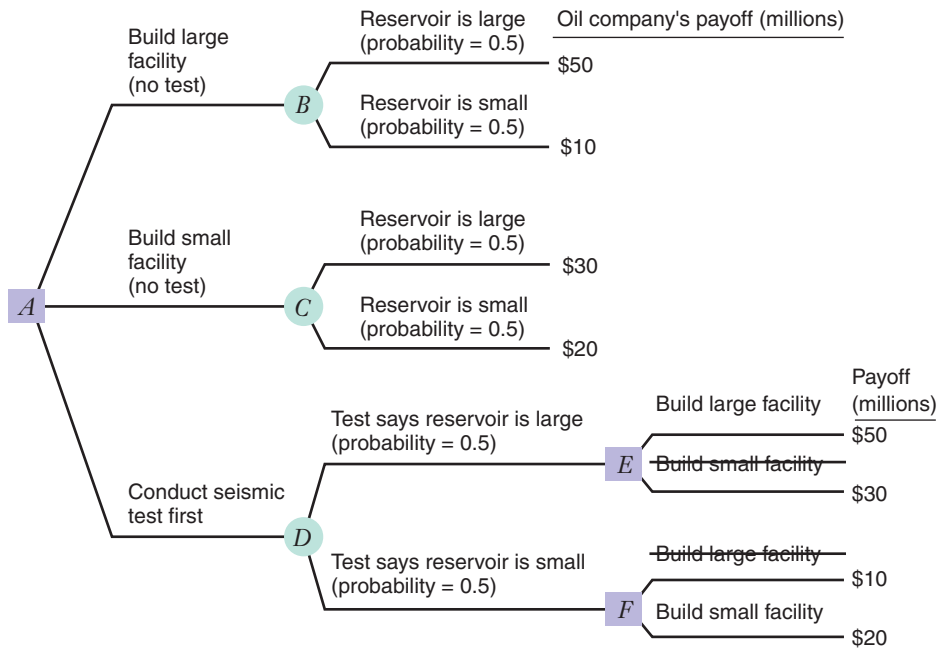 Build large
facility
(no test)
Reservoir is large
(probability = 0.5)
Oil company's payoff (millions)
$50
B
Reservoir is small
(probability = 0.5)
$10
Build small
facility
(no test)
Reservoir is large
(probability = 0.5)
$30
A
C
Reservoir is small
(probability = 0.5)
$20
Payoff
(millions)
Test says reservoir is large
(probability = 0.5)
Build large facility
$50
E
Build small facility
$30
Conduct seismic
test first
D
Test says reservoir is small
(probability = 0.5)
Build large facility
$10
F
Build small facility
$20